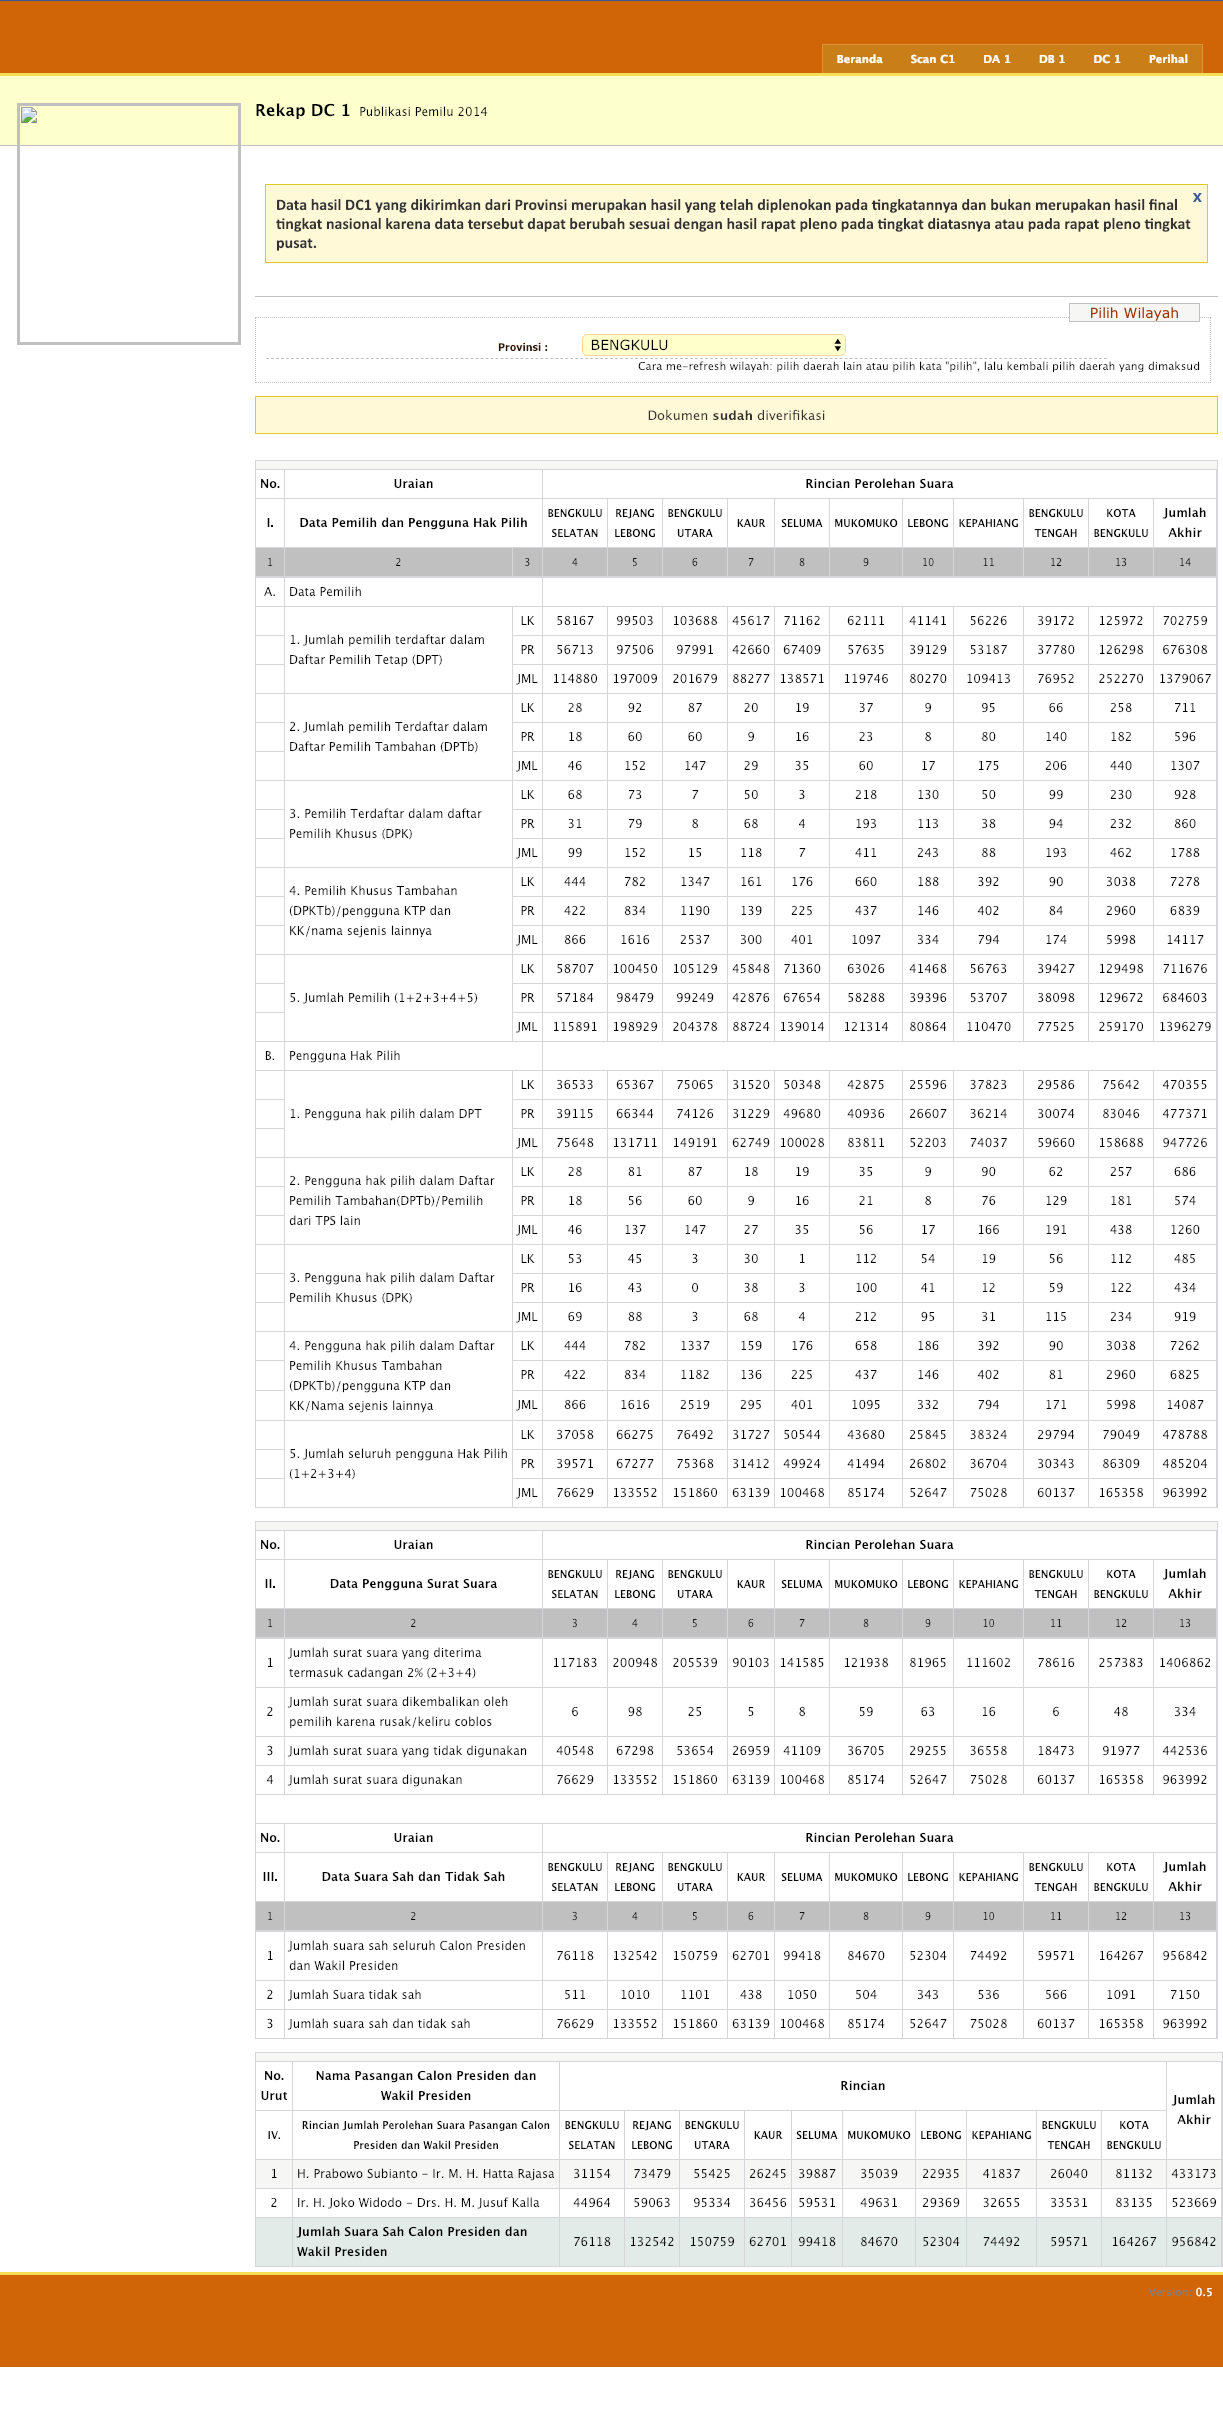 Beranda Scan C1 DA 1 DB 1 DC 1 Perihal
Rekap DC 1 Publikasi Pemilu 2014
x
Data hasil DC1 yang dikirimkan dari Provinsi merupakan hasil yang telah diplenokan pada tingkatannya dan bukan merupakan hasil final
tingkat nasional karena data tersebut dapat berubah sesuai dengan hasil rapat pleno pada tingkat diatasnya atau pada rapat pleno tingkat
pusat.
Pilih Wilayah
Provinsi : BENGKULU
Cara me-refresh wilayah: pilih daerah lain atau pilih kata "pilih", lalu kembali pilih daerah yang dimaksud
Dokumen sudah diverifikasi
No. Uraian Rincian Perolehan Suara
I. Data Pemilih dan Pengguna Hak Pilih BENGKULU SELATAN REJANG LEBONG BENGKULU UTARA KAUR SELUMA MUKOMUKO LEBONG KEPAHIANG BENGKULU TENGAH KOTA BENGKULU Jumlah Akhir
1 2 3 4 5 6 7 8 9 10 11 12 13 14
A. Data Pemilih
1. Jumlah pemilih terdaftar dalam Daftar Pemilih Tetap (DPT)
LK 58167 99503 103688 45617 71162 62111 41141 56226 39172 125972 702759
PR 56713 97506 97991 42660 67409 57635 39129 53187 37780 126298 676308
JML 114880 197009 201679 88277 138571 119746 80270 109413 76952 252270 1379067
2. Jumlah pemilih Terdaftar dalam Daftar Pemilih Tambahan (DPTb)
LK 28 92 87 20 19 37 9 95 66 258 711
PR 18 60 60 9 16 23 8 80 140 182 596
JML 46 152 147 29 35 60 17 175 206 440 1307
3. Pemilih Terdaftar dalam daftar Pemilih Khusus (DPK)
LK 68 73 7 50 3 218 130 50 99 230 928
PR 31 79 8 68 4 193 113 38 94 232 860
JML 99 152 15 118 7 411 243 88 193 462 1788
4. Pemilih Khusus Tambahan (DPKTb)/pengguna KTP dan KK/nama sejenis lainnya
LK 444 782 1347 161 176 660 188 392 90 3038 7278
PR 422 834 1190 139 225 437 146 402 84 2960 6839
JML 866 1616 2537 300 401 1097 334 794 174 5998 14117
5. Jumlah Pemilih (1+2+3+4+5)
LK 58707 100450 105129 45848 71360 63026 41468 56763 39427 129498 711676
PR 57184 98479 99249 42876 67654 58288 39396 53707 38098 129672 684603
JML 115891 198929 204378 88724 139014 121314 80864 110470 77525 259170 1396279
B. Pengguna Hak Pilih
1. Pengguna hak pilih dalam DPT
LK 36533 65367 75065 31520 50348 42875 25596 37823 29586 75642 470355
PR 39115 66344 74126 31229 49680 40936 26607 36214 30074 83046 477371
JML 75648 131711 149191 62749 100028 83811 52203 74037 59660 158688 947726
2. Pengguna hak pilih dalam Daftar Pemilih Tambahan(DPTb)/Pemilih dari TPS lain
LK 28 81 87 18 19 35 9 90 62 257 686
PR 18 56 60 9 16 21 8 76 129 181 574
JML 46 137 147 27 35 56 17 166 191 438 1260
3. Pengguna hak pilih dalam Daftar Pemilih Khusus (DPK)
LK 53 45 3 30 1 112 54 19 56 112 485
PR 16 43 0 38 3 100 41 12 59 122 434
JML 69 88 3 68 4 212 95 31 115 234 919
4. Pengguna hak pilih dalam Daftar Pemilih Khusus Tambahan (DPKTb)/pengguna KTP dan KK/Nama sejenis lainnya
LK 444 782 1337 159 176 658 186 392 90 3038 7262
PR 422 834 1182 136 225 437 146 402 81 2960 6825
JML 866 1616 2519 295 401 1095 332 794 171 5998 14087
5. Jumlah seluruh pengguna Hak Pilih (1+2+3+4)
LK 37058 66275 76492 31727 50544 43680 25845 38324 29794 79049 478788
PR 39571 67277 75368 31412 49924 41494 26802 36704 30343 86309 485204
JML 76629 133552 151860 63139 100468 85174 52647 75028 60137 165358 963992
No. Uraian Rincian Perolehan Suara
II. Data Pengguna Surat Suara BENGKULU SELATAN REJANG LEBONG BENGKULU UTARA KAUR SELUMA MUKOMUKO LEBONG KEPAHIANG BENGKULU TENGAH KOTA BENGKULU Jumlah Akhir
1 2 3 4 5 6 7 8 9 10 11 12 13
1 Jumlah surat suara yang diterima termasuk cadangan 2% (2+3+4) 117183 200948 205539 90103 141585 121938 81965 111602 78616 257383 1406862
2 Jumlah surat suara dikembalikan oleh pemilih karena rusak/keliru coblos 6 98 25 5 8 59 63 16 6 48 334
3 Jumlah surat suara yang tidak digunakan 40548 67298 53654 26959 41109 36705 29255 36558 18473 91977 442536
4 Jumlah surat suara digunakan 76629 133552 151860 63139 100468 85174 52647 75028 60137 165358 963992
No. Uraian Rincian Perolehan Suara
III. Data Suara Sah dan Tidak Sah BENGKULU SELATAN REJANG LEBONG BENGKULU UTARA KAUR SELUMA MUKOMUKO LEBONG KEPAHIANG BENGKULU TENGAH KOTA BENGKULU Jumlah Akhir
1 2 3 4 5 6 7 8 9 10 11 12 13
1 Jumlah suara sah seluruh Calon Presiden dan Wakil Presiden 76118 132542 150759 62701 99418 84670 52304 74492 59571 164267 956842
2 Jumlah Suara tidak sah 511 1010 1101 438 1050 504 343 536 566 1091 7150
3 Jumlah suara sah dan tidak sah 76629 133552 151860 63139 100468 85174 52647 75028 60137 165358 963992
No. Urut Nama Pasangan Calon Presiden dan Wakil Presiden Rincian Jumlah Akhir
IV. Rincian Jumlah Perolehan Suara Pasangan Calon Presiden dan Wakil Presiden BENGKULU SELATAN REJANG LEBONG BENGKULU UTARA KAUR SELUMA MUKOMUKO LEBONG KEPAHIANG BENGKULU TENGAH KOTA BENGKULU
1 H. Prabowo Subianto - Ir. M. H. Hatta Rajasa 31154 73479 55425 26245 39887 35039 22935 41837 26040 81132 433173
2 Ir. H. Joko Widodo - Drs. H. M. Jusuf Kalla 44964 59063 95334 36456 59531 49631 29369 32655 33531 83135 523669
Jumlah Suara Sah Calon Presiden dan Wakil Presiden 76118 132542 150759 62701 99418 84670 52304 74492 59571 164267 956842
0.5